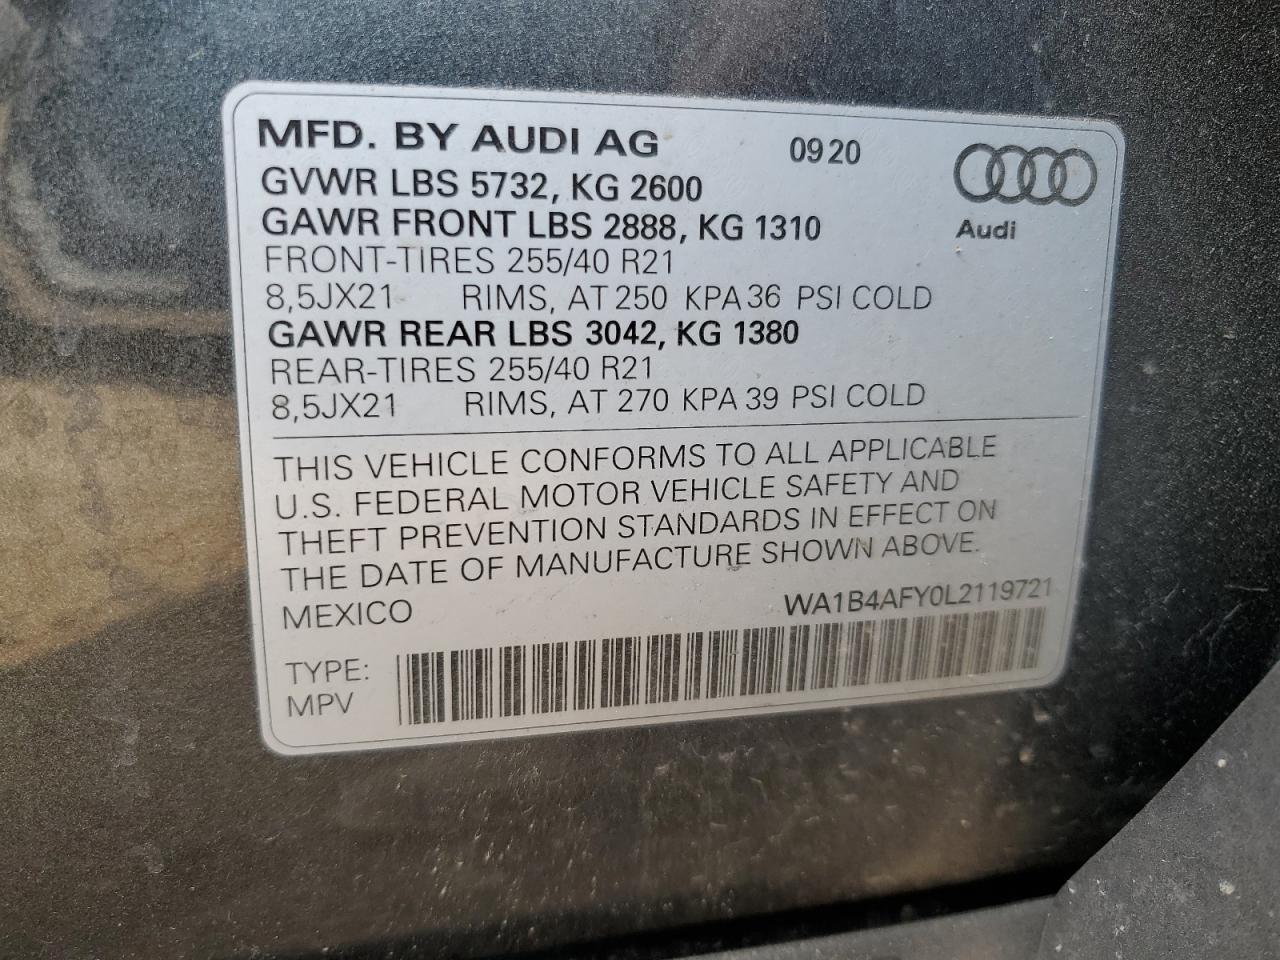 MFD. BY AUDI AG 0920
GVWR LBS 5732, KG 2600
GAWR FRONT LBS 2888, KG 1310
Audi
FRONT-TIRES 255/40 R21
8,5JX21 RIMS, AT 250 KPA 36 PSI COLD
GAWR REAR LBS 3042, KG 1380
REAR-TIRES 255/40 R21
8,5JX21 RIMS, AT 270 KPA 39 PSI COLD
THIS VEHICLE CONFORMS TO ALL APPLICABLE
U.S. FEDERAL MOTOR VEHICLE SAFETY AND
THEFT PREVENTION STANDARDS IN EFFECT ON
THE DATE OF MANUFACTURE SHOWN ABOVE.
MEXICO WA1B4AFY0L2119721
TYPE:
MPV